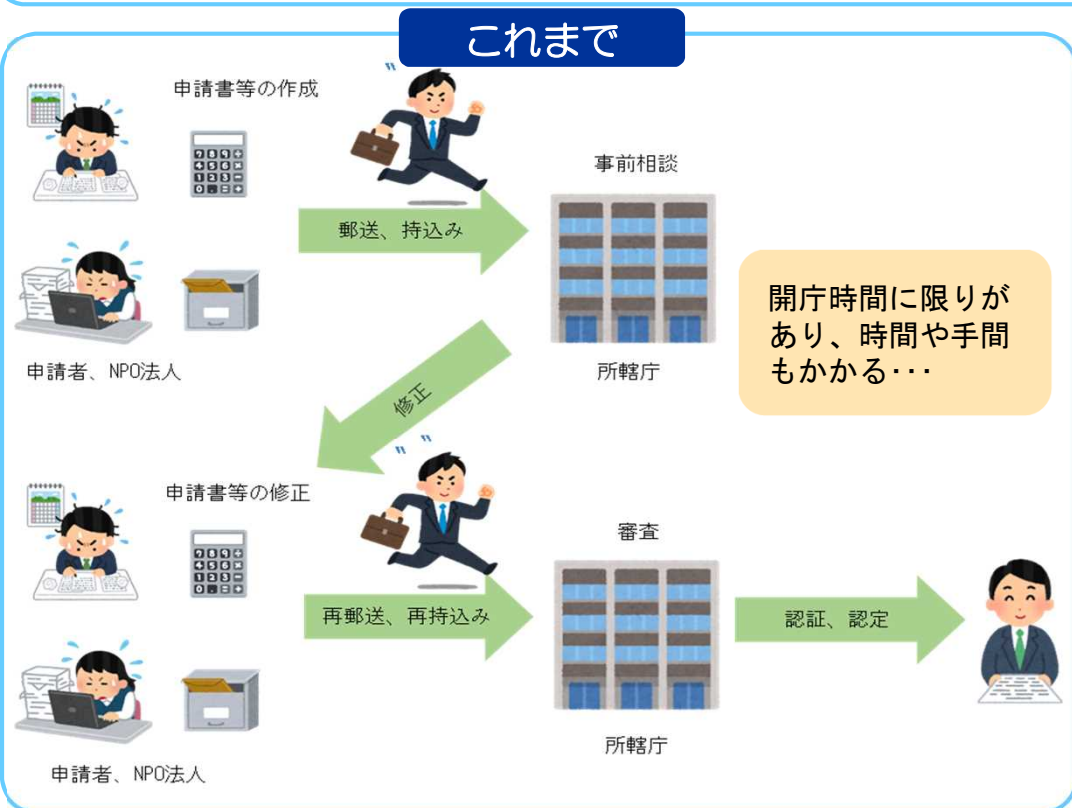 これまで
申請書等の作成
事前相談
郵送、持込み
開庁時間に限りが
あり、時間や手間
もかかる・・・
申請者、NPO法人
所轄庁
修正
申請書等の修正
審査
再郵送、再持込み
認証、認定
所轄庁
申請者、NPO法人